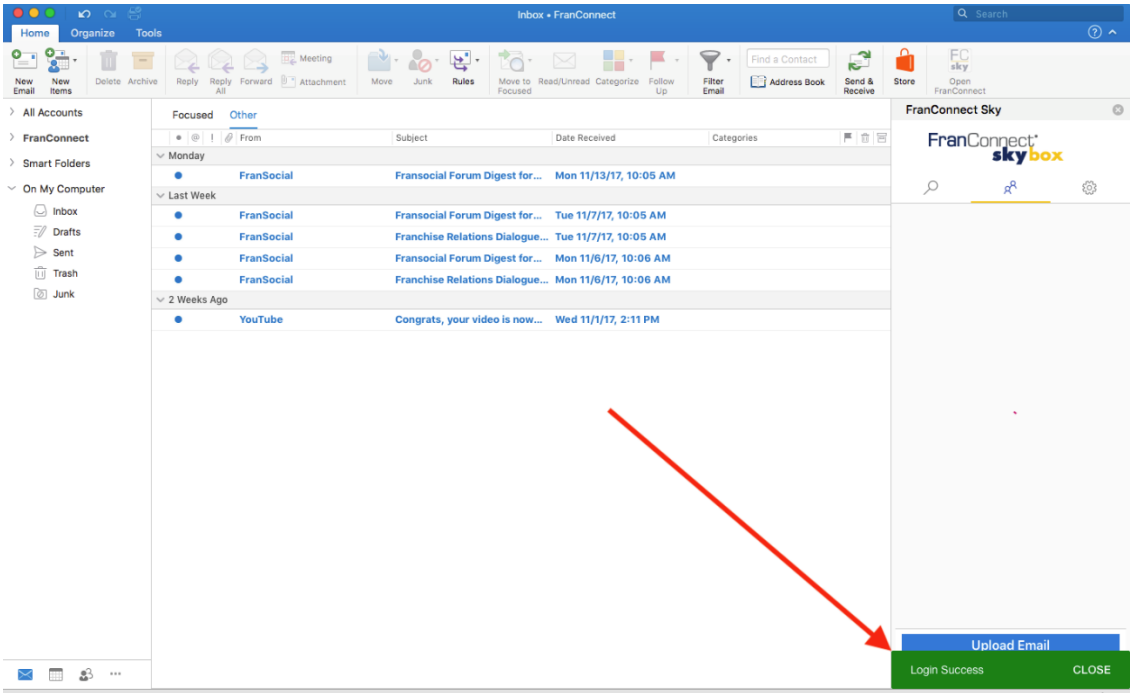 Inbox • FranConnect
Search
Home Organize Tools
New Email
New Items
Delete
Archive
Reply
Reply All
Forward
Meeting
Attachment
Move
Junk
Rules
Move to Focused
Read/Unread
Categorize
Follow Up
Filter Email
Find a Contact
Address Book
Send & Receive
Store
FC sky
Open FranConnect
All Accounts
FranConnect
Smart Folders
On My Computer
Inbox
Drafts
Sent
Trash
Junk
Focused Other
! From Subject Date Received Categories
Monday
FranSocial Fransocial Forum Digest for... Mon 11/13/17, 10:05 AM
Last Week
FranSocial Fransocial Forum Digest for... Tue 11/7/17, 10:05 AM
FranSocial Franchise Relations Dialogue... Tue 11/7/17, 10:05 AM
FranSocial Fransocial Forum Digest for... Mon 11/6/17, 10:06 AM
FranSocial Franchise Relations Dialogue... Mon 11/6/17, 10:06 AM
2 Weeks Ago
YouTube Congrats, your video is now... Wed 11/1/17, 2:11 PM
FranConnect Sky
FranConnect
skybox
Upload Email
Login Success CLOSE